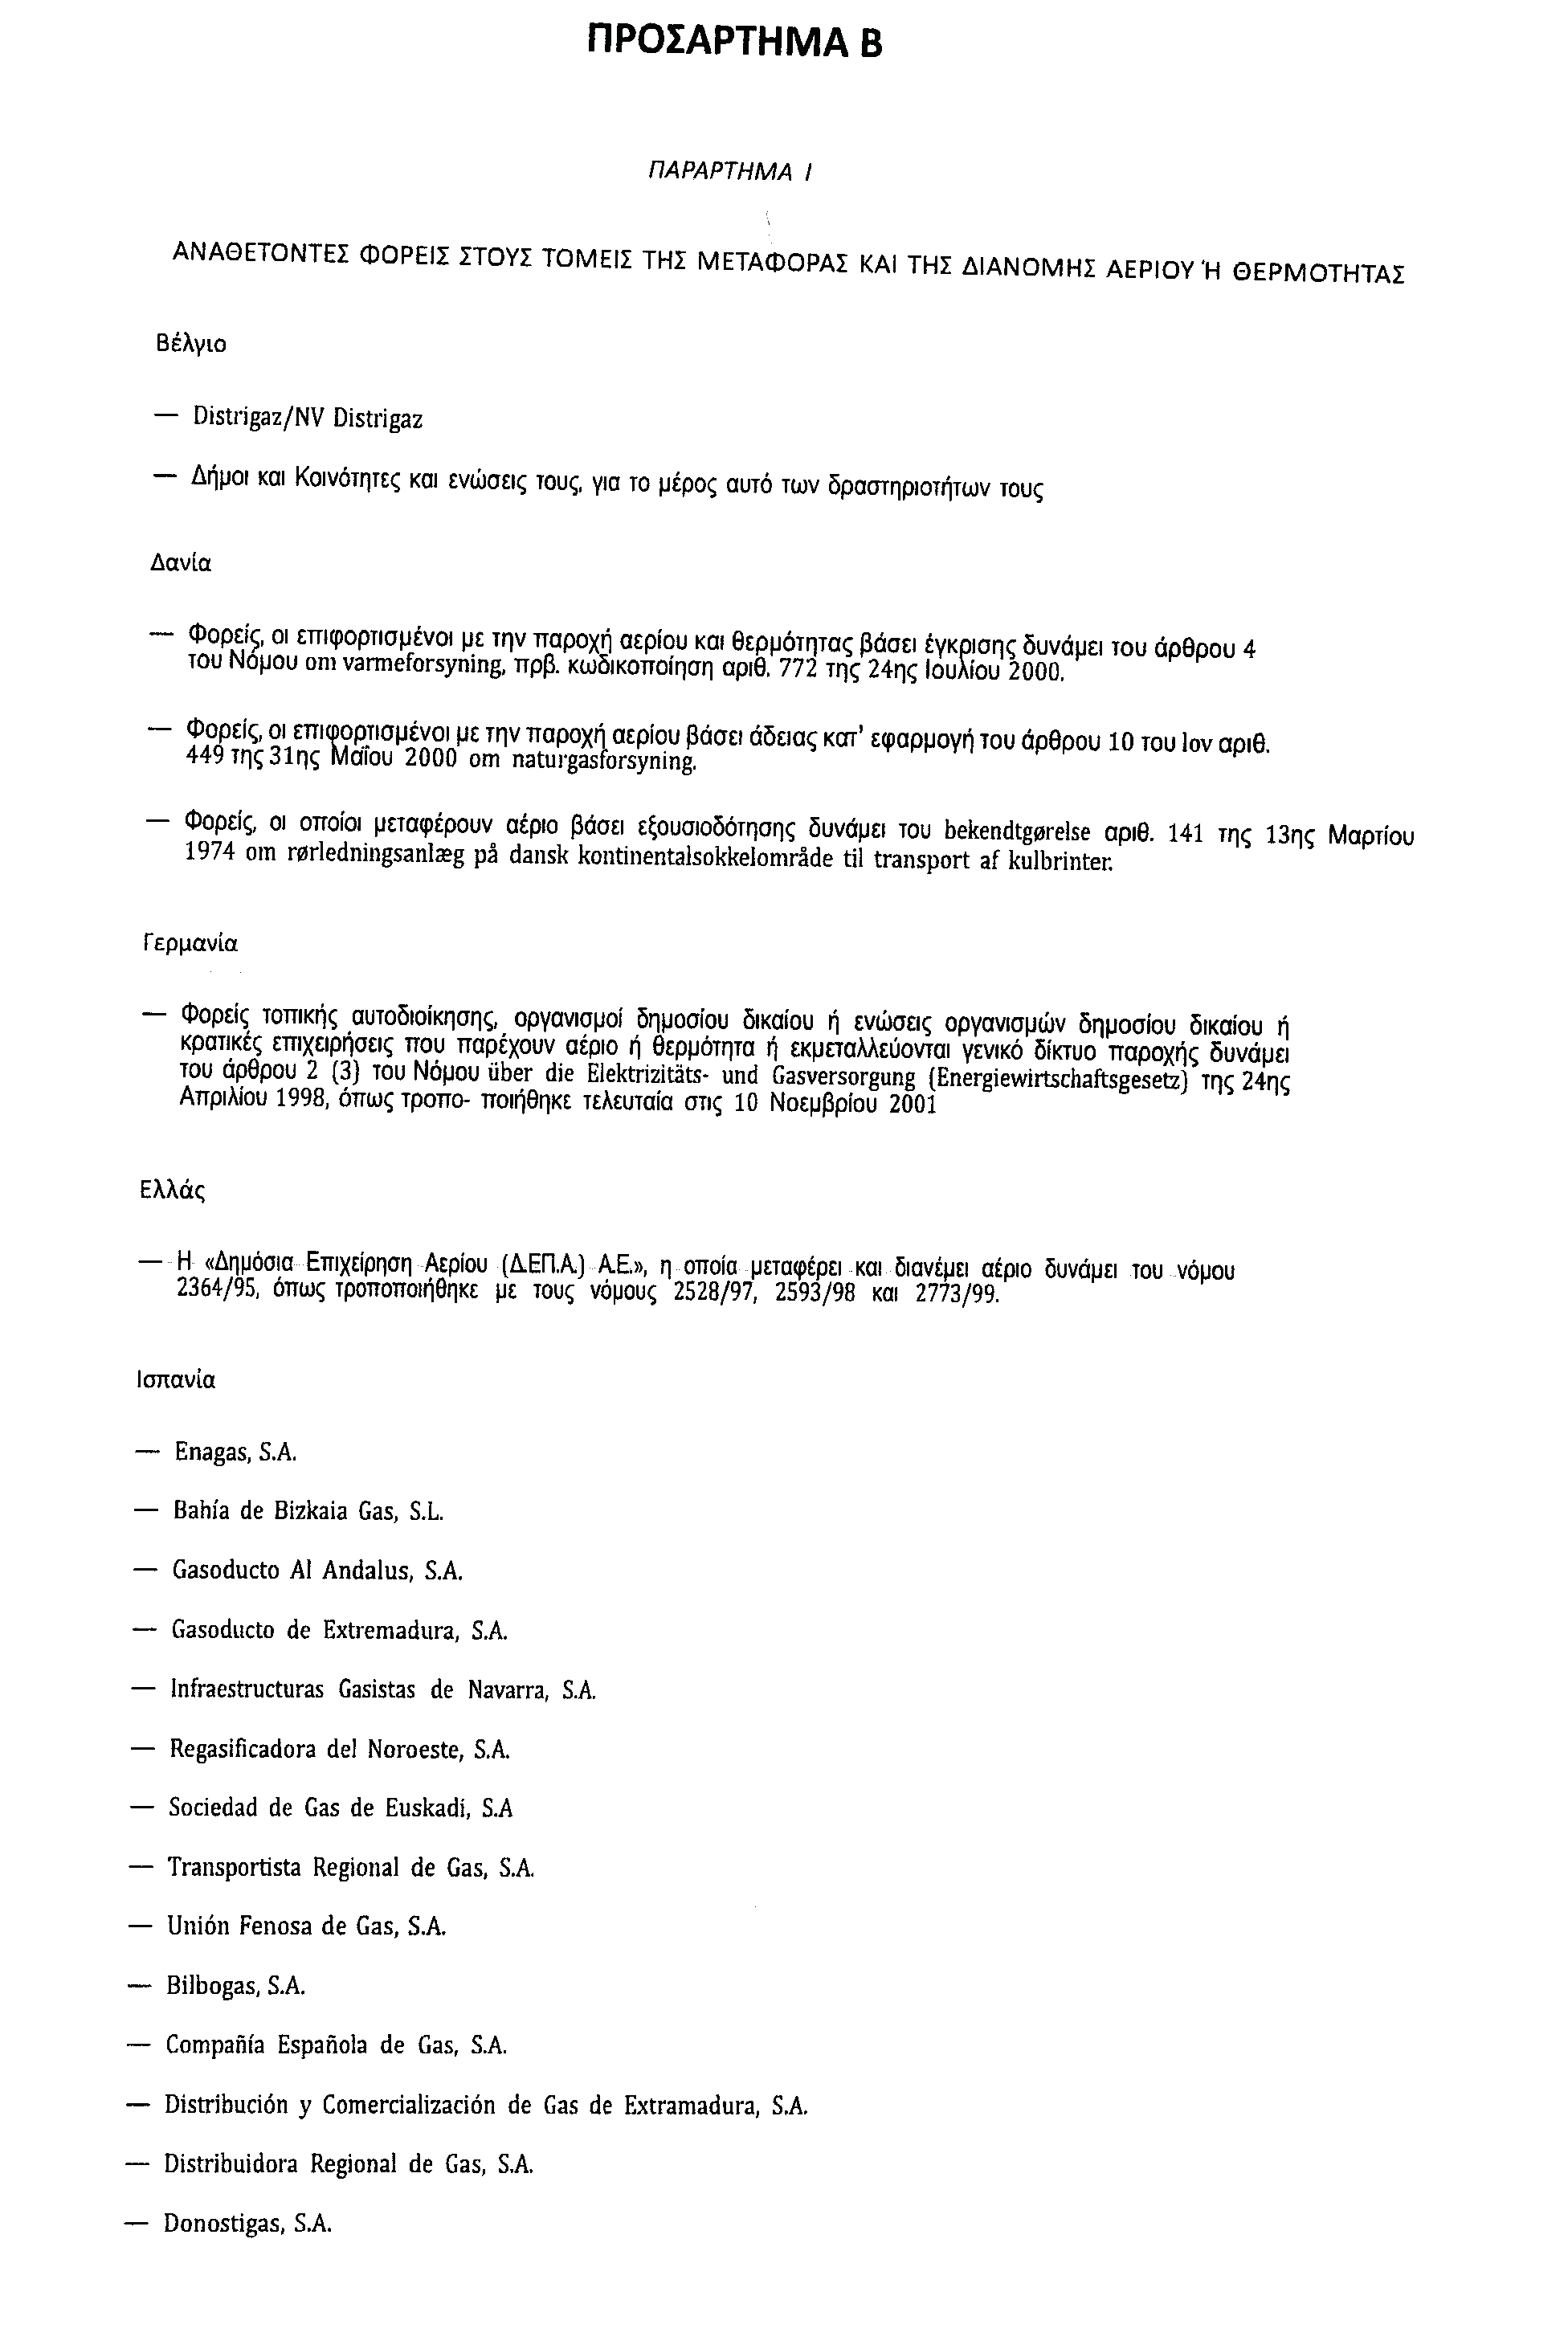 ΠΡΟΣΑΡΤΗΜΑ Β
ΠΑΡΑΡΤΗΜΑ Ι
ΑΝΑΘΕΤΟΝΤΕΣ ΦΟΡΕΙΣ ΣΤΟΥΣ ΤΟΜΕΙΣ ΤΗΣ ΜΕΤΑΦΟΡΑΣ ΚΑΙ ΤΗΣ ΔΙΑΝΟΜΗΣ ΑΕΡΙΟΥ Ή ΘΕΡΜΟΤΗΤΑΣ
Βέλγιο
— Distrigaz/NV Distrigaz
— Δήμοι και Κοινότητες και ενώσεις τους, για το μέρος αυτό των δραστηριοτήτων τους
Δανία
— Φορείς, οι επιφορτισμένοι με την παροχή αερίου και θερμότητας βάσει έγκρισης δυνάμει του άρθρου 4
του Νόμου om varmeforsyning, πρβ. κωδικοποίηση αριθ. 772 της 24ης Ιουλίου 2000.
— Φορείς, οι επιφορτισμένοι με την παροχή αερίου βάσει άδειας κατ' εφαρμογή του άρθρου 10 του lov αριθ.
449 της 31ης Μαΐου 2000 om naturgasforsyning.
— Φορείς, οι οποίοι μεταφέρουν αέριο βάσει εξουσιοδότησης δυνάμει του bekendtgørelse αριθ. 141 της 13ης Μαρτίου
1974 om rørledningsanlæg på dansk kontinentalsokkelområde til transport af kulbrinter.
Γερμανία
— Φορείς τοπικής αυτοδιοίκησης, οργανισμοί δημοσίου δικαίου ή ενώσεις οργανισμών δημοσίου δικαίου ή
κρατικές επιχειρήσεις που παρέχουν αέριο ή θερμότητα ή εκμεταλλεύονται γενικό δίκτυο παροχής δυνάμει
του άρθρου 2 (3) του Νόμου über die Elektrizitäts- und Gasversorgung (Energiewirtschaftsgesetz) της 24ης
Απριλίου 1998, όπως τροπο- ποιήθηκε τελευταία στις 10 Νοεμβρίου 2001
Ελλάς
— Η «Δημόσια Επιχείρηση Αερίου (Δ.ΕΠ.Α.) Α.Ε.», η οποία μεταφέρει και διανέμει αέριο δυνάμει του νόμου
2364/95, όπως τροποποιήθηκε με τους νόμους 2528/97, 2593/98 και 2773/99.
Ισπανία
— Enagas, S.A.
— Bahía de Bizkaia Gas, S.L.
— Gasoducto Al Andalus, S.A.
— Gasoducto de Extremadura, S.A.
— Infraestructuras Gasistas de Navarra, S.A.
— Regasificadora del Noroeste, S.A.
— Sociedad de Gas de Euskadi, S.A
— Transportista Regional de Gas, S.A.
— Unión Fenosa de Gas, S.A.
— Bilbogas, S.A.
— Compañía Española de Gas, S.A.
— Distribución y Comercialización de Gas de Extramadura, S.A.
— Distribuidora Regional de Gas, S.A.
— Donostigas, S.A.